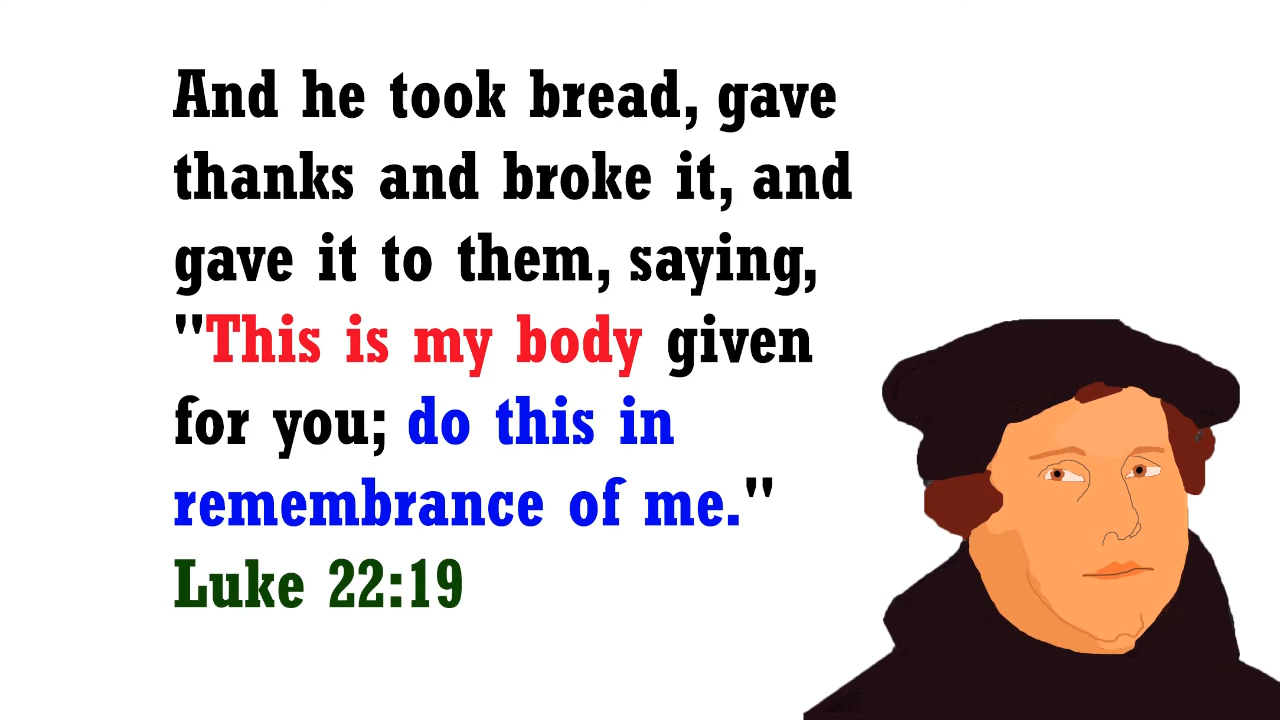 And he took bread, gave
thanks and broke it, and
gave it to them, saying,
"This is my body given
for you; do this in
remembrance of me."
Luke 22:19